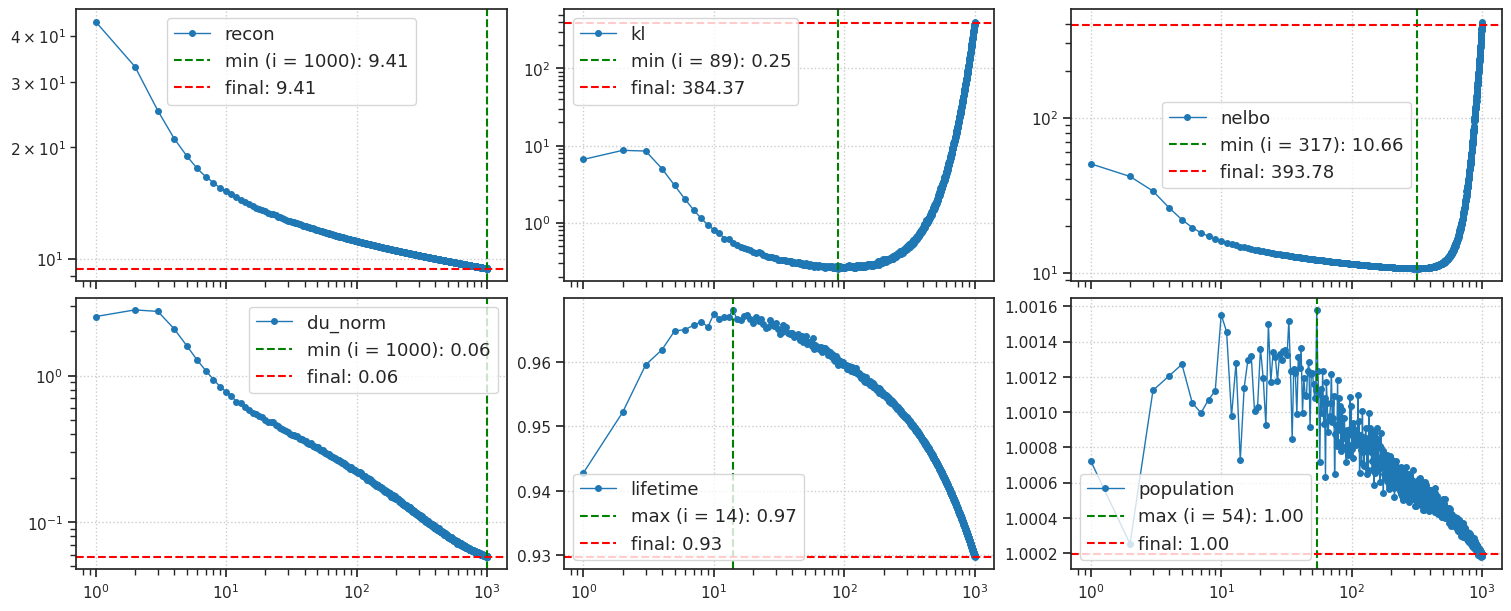 4 × 10¹
3 × 10¹
2 × 10¹
10¹
recon
min (i = 1000): 9.41
final: 9.41
10²
10¹
10⁰
kl
min (i = 89): 0.25
final: 384.37
10²
10¹
nelbo
min (i = 317): 10.66
final: 393.78
10⁰
10⁻¹
du_norm
min (i = 1000): 0.06
final: 0.06
10⁰
10¹
10²
10³
0.96
0.95
0.94
0.93
lifetime
max (i = 14): 0.97
final: 0.93
10⁰
10¹
10²
10³
1.0016
1.0014
1.0012
1.0010
1.0008
1.0006
1.0004
1.0002
population
max (i = 54): 1.00
final: 1.00
10⁰
10¹
10²
10³